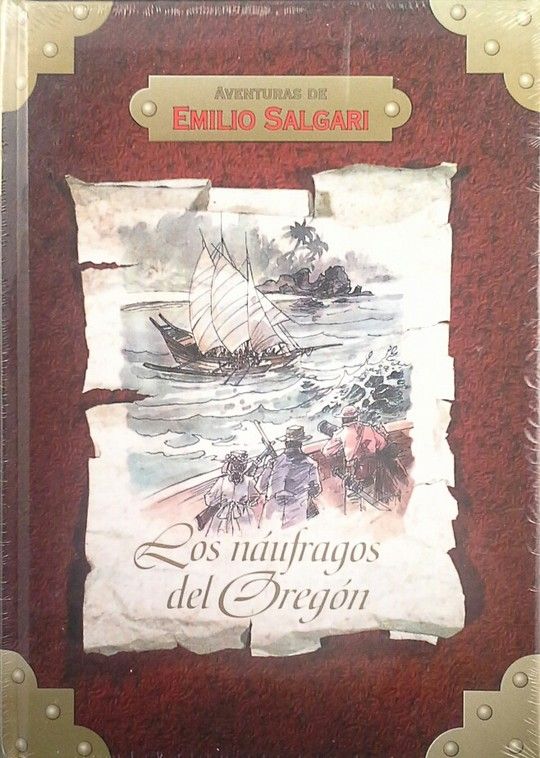 AVENTURAS DE
EMILIO SALGARI
Los náufragos
del Oregón